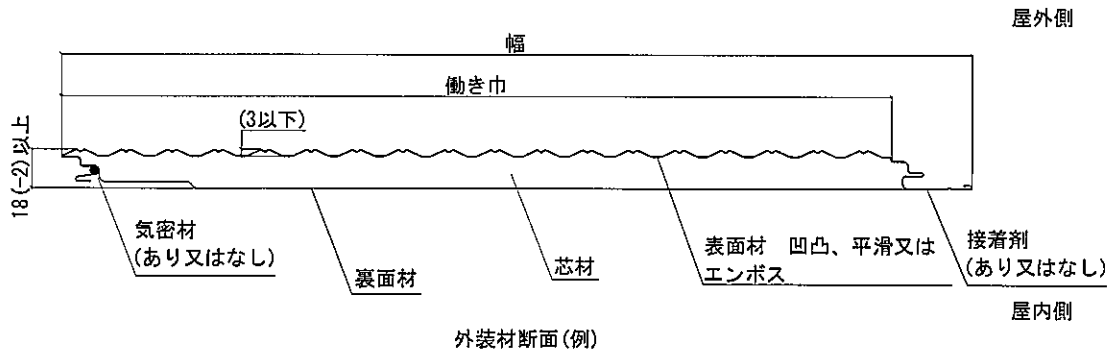 屋外側
幅
働き巾
(3以下)
18(-2)以上
気密材
(あり又はなし)
裏面材
芯材
表面材 凹凸、平滑又は
エンボス
接着剤
(あり又はなし)
屋内側
外装材断面(例)